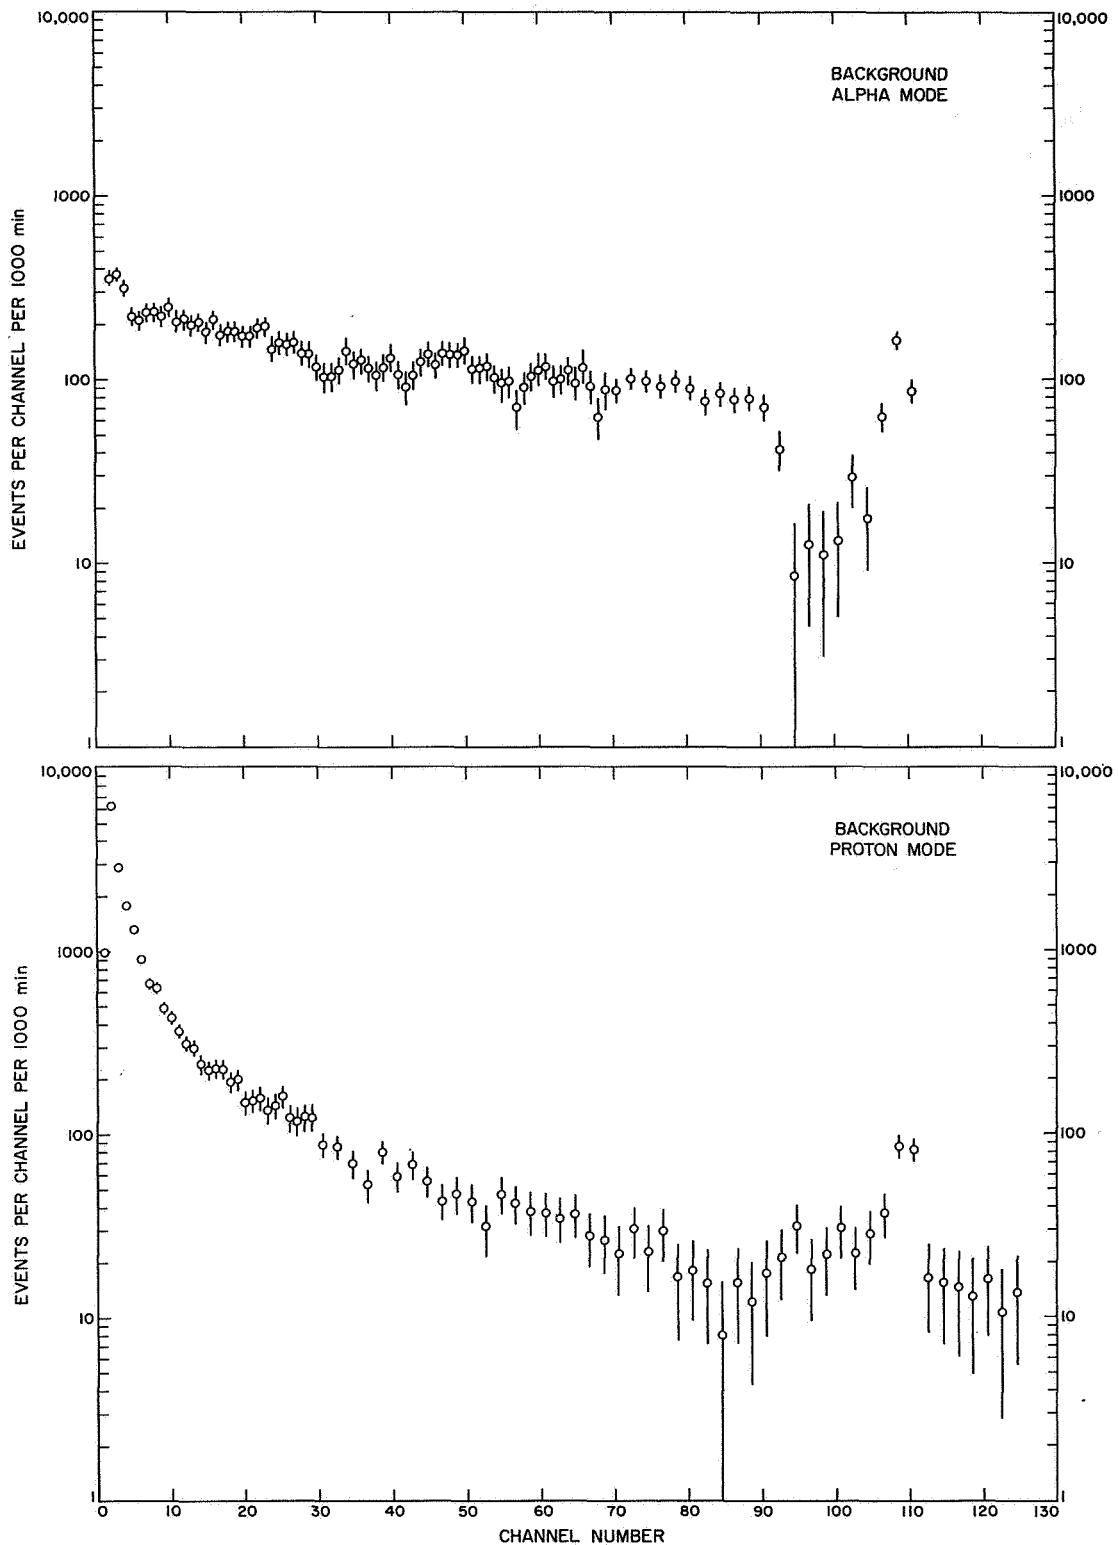 10,000
10,000
BACKGROUND
ALPHA MODE
1000
1000
EVENTS PER CHANNEL PER 1000 min
100
100
10
10
1
1
10,000
10,000
BACKGROUND
PROTON MODE
1000
1000
EVENTS PER CHANNEL PER 1000 min
100
100
10
10
1
1
0 10 20 30 40 50 60 70 80 90 100 110 120 130
CHANNEL NUMBER